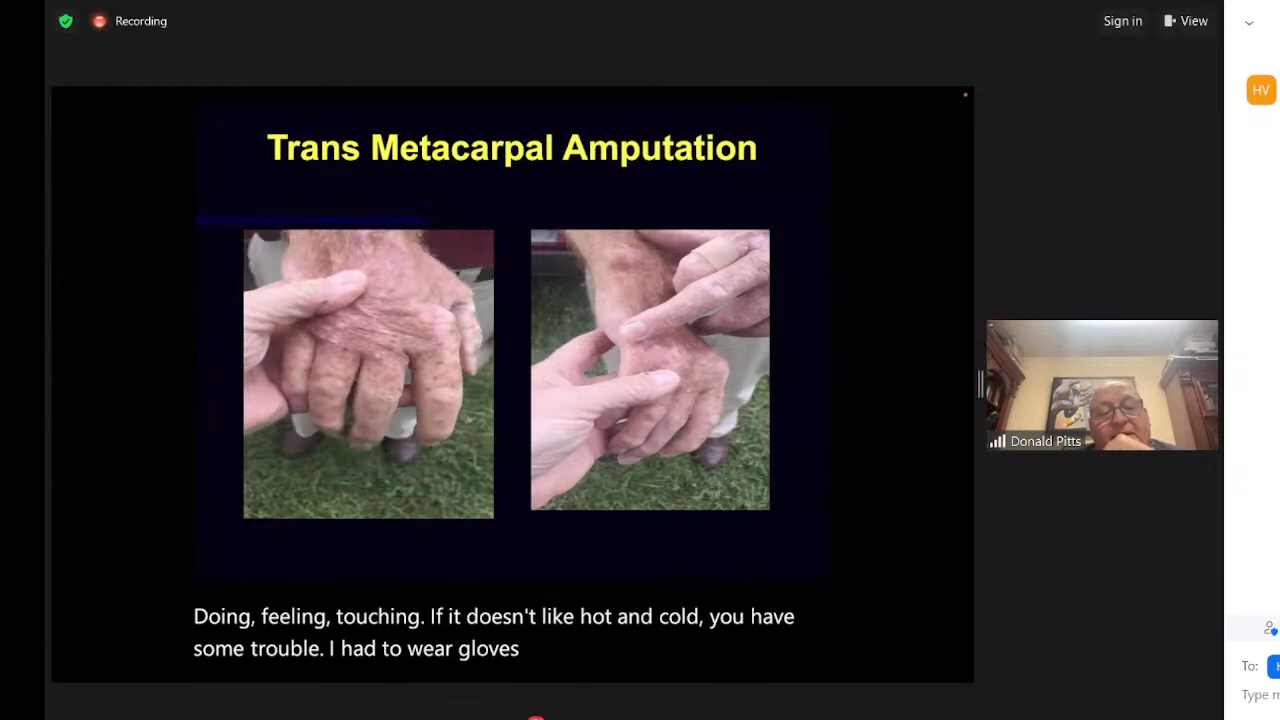 Recording
Sign in
View
HV
Trans Metacarpal Amputation
Donald Pitts
Doing, feeling, touching. If it doesn't like hot and cold, you have
some trouble. I had to wear gloves
To:
Type